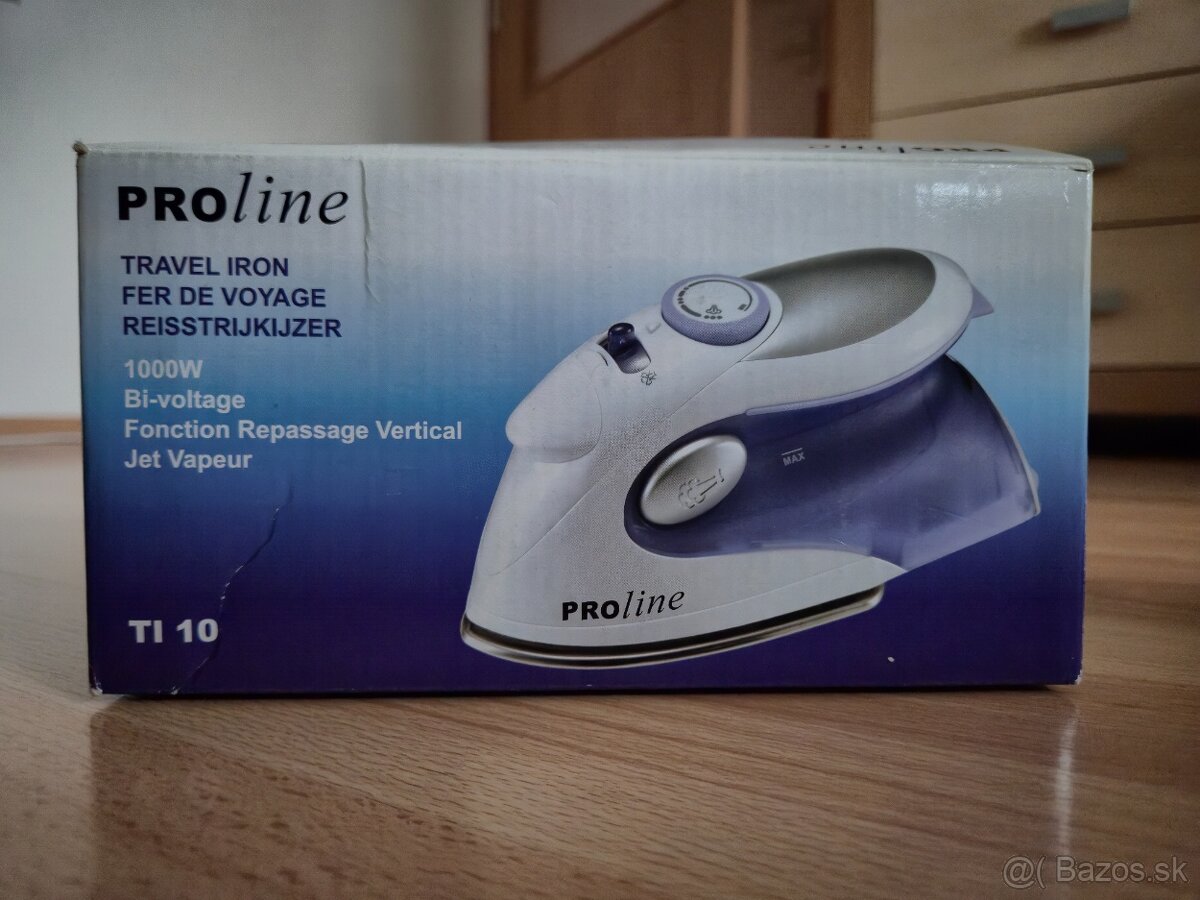 PROline
PROline
TRAVEL IRON
FER DE VOYAGE
REISSTRIJKIJZER
1000W
Bi-voltage
Fonction Repassage Vertical
Jet Vapeur
MAX
PROline
TI 10
@( Bazos.sk